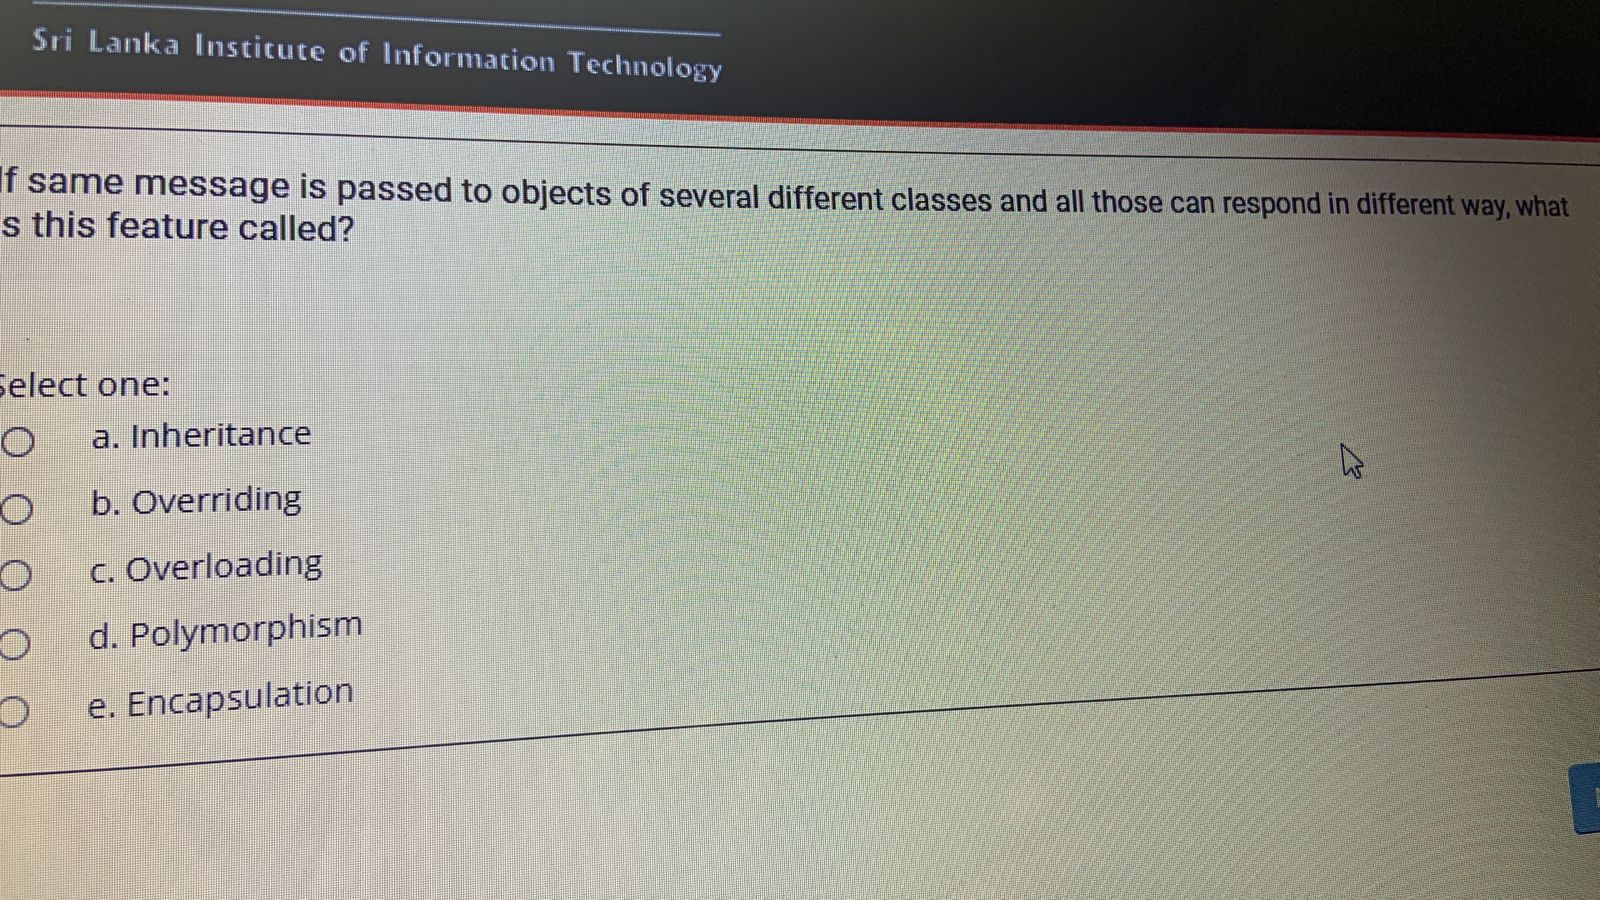 Sri Lanka Institute of Information Technology
If same message is passed to objects of several different classes and all those can respond in different way, what
s this feature called?
Select one:
a. Inheritance
b. Overriding
c. Overloading
d. Polymorphism
e. Encapsulation